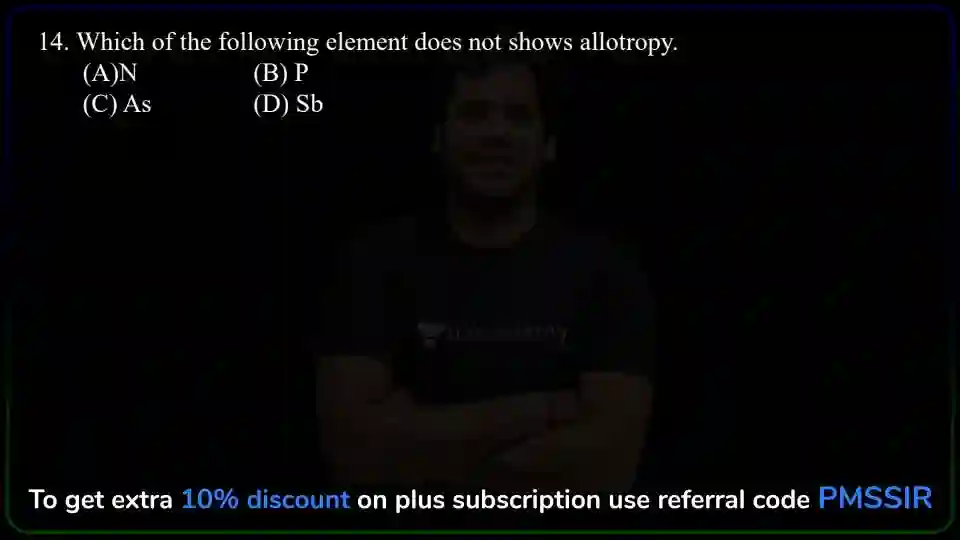 14. Which of the following element does not shows allotropy.
(A)N (B) P
(C) As (D) Sb
To get extra 10% discount on plus subscription use referral code PMSSIR